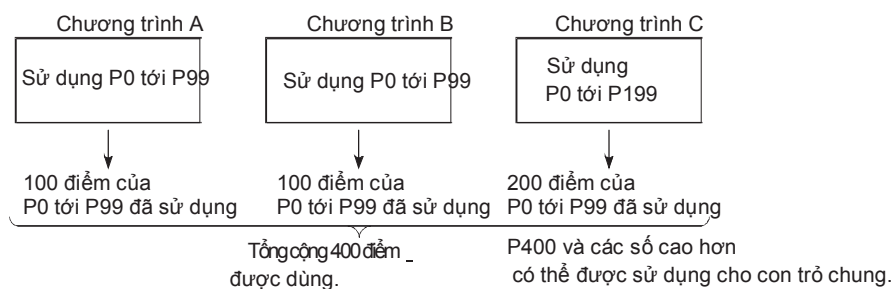 Chương trình A
Chương trình B
Chương trình C
Sử dụng P0 tới P99
Sử dụng P0 tới P99
Sử dụng
P0 tới P199
100 điểm của
P0 tới P99 đã sử dụng
100 điểm của
P0 tới P99 đã sử dụng
200 điểm của
P0 tới P99 đã sử dụng
Tổng cộng 400 điểm
được dùng.
P400 và các số cao hơn
có thể được sử dụng cho con trỏ chung.